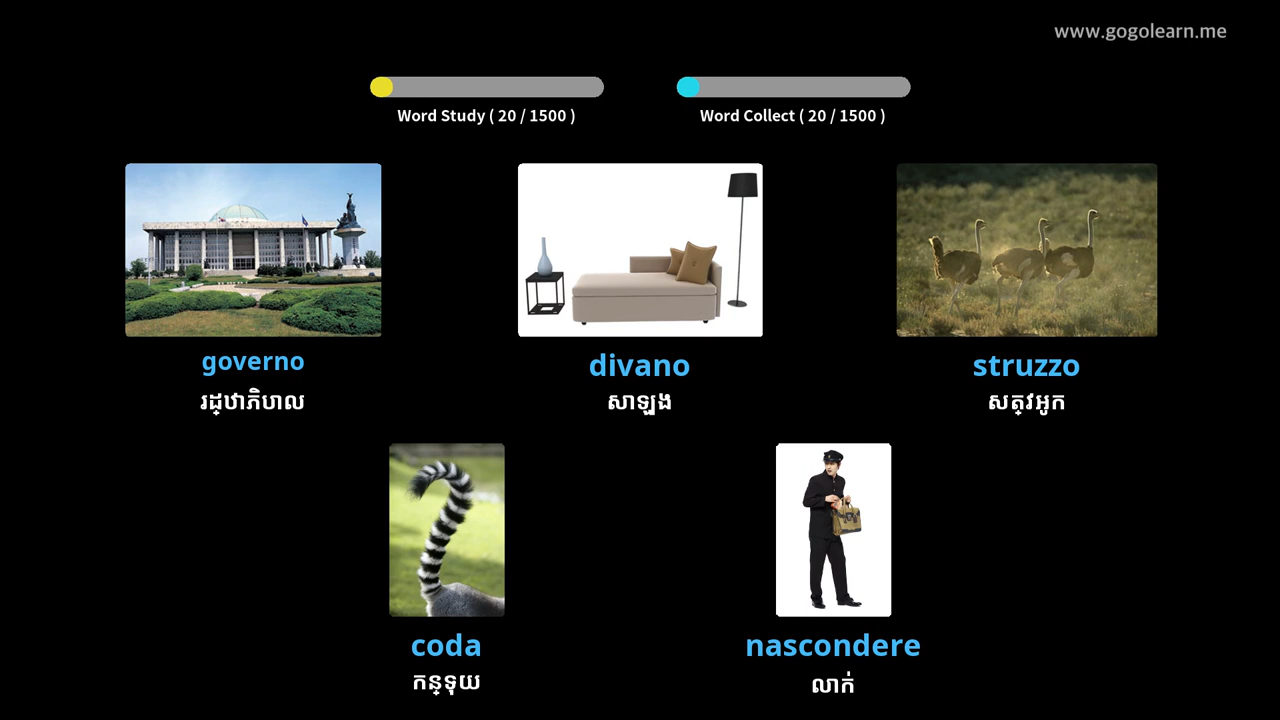 www.gogolearn.me
Word Study ( 20 / 1500 )
Word Collect ( 20 / 1500 )
governo
រដ្ឋាភិបាល
divano
សាឡុង
struzzo
សត្វអូក
coda
កន្ទុយ
nascondere
លាក់